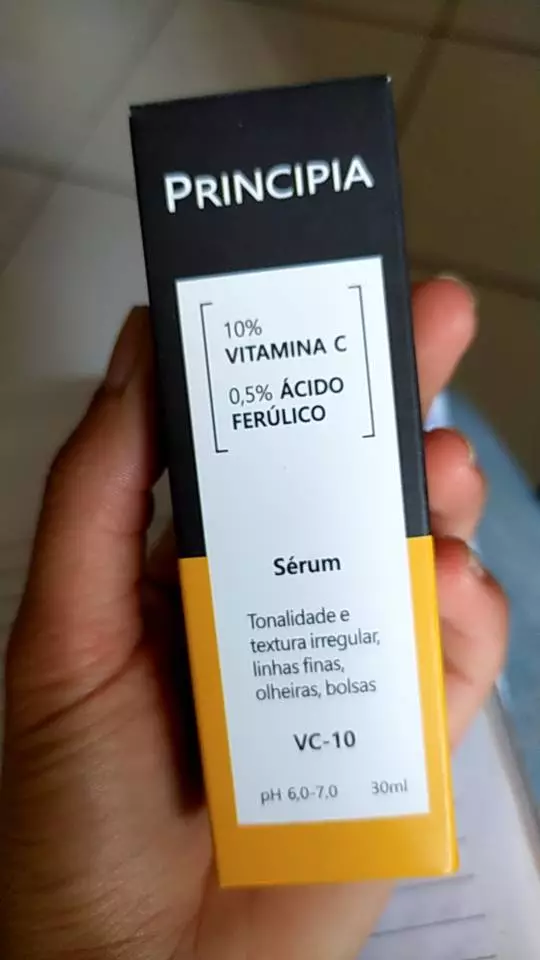 PRINCIPIA
10%
VITAMINA C
0,5% ÁCIDO
FERÚLICO
Sérum
Tonalidade e
textura irregular,
linhas finas,
olheiras, bolsas
VC-10
pH 6,0-7,0 30ml